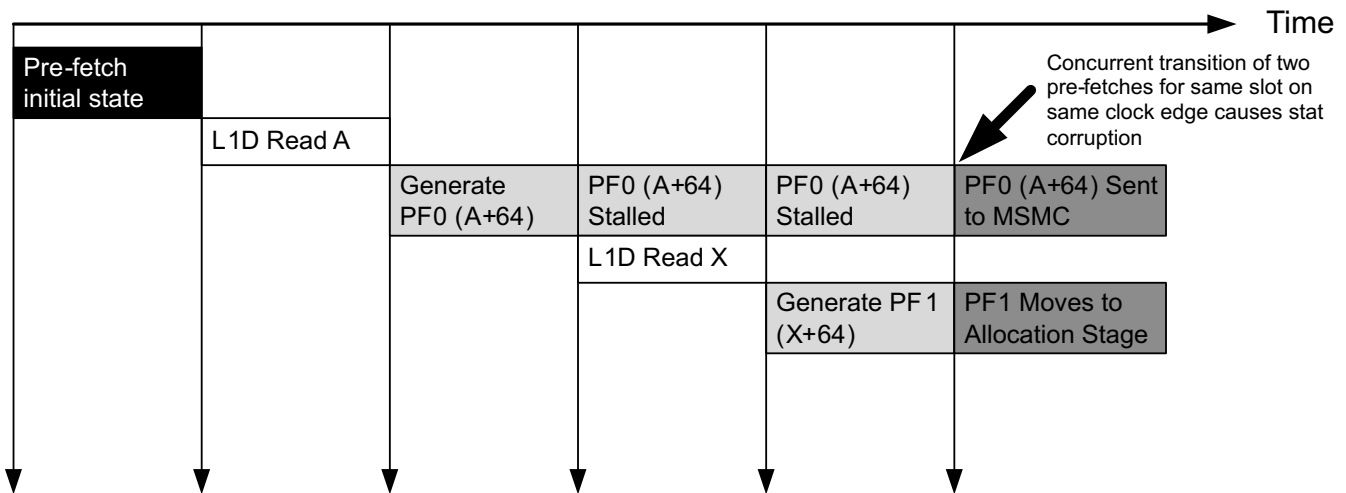 Time
Pre-fetch
initial state
Concurrent transition of two
pre-fetches for same slot on
same clock edge causes stat
corruption
L1D Read A
Generate
PF0 (A+64)
PF0 (A+64)
Stalled
PF0 (A+64)
Stalled
PF0 (A+64) Sent
to MSMC
L1D Read X
Generate PF1
(X+64)
PF1 Moves to
Allocation Stage